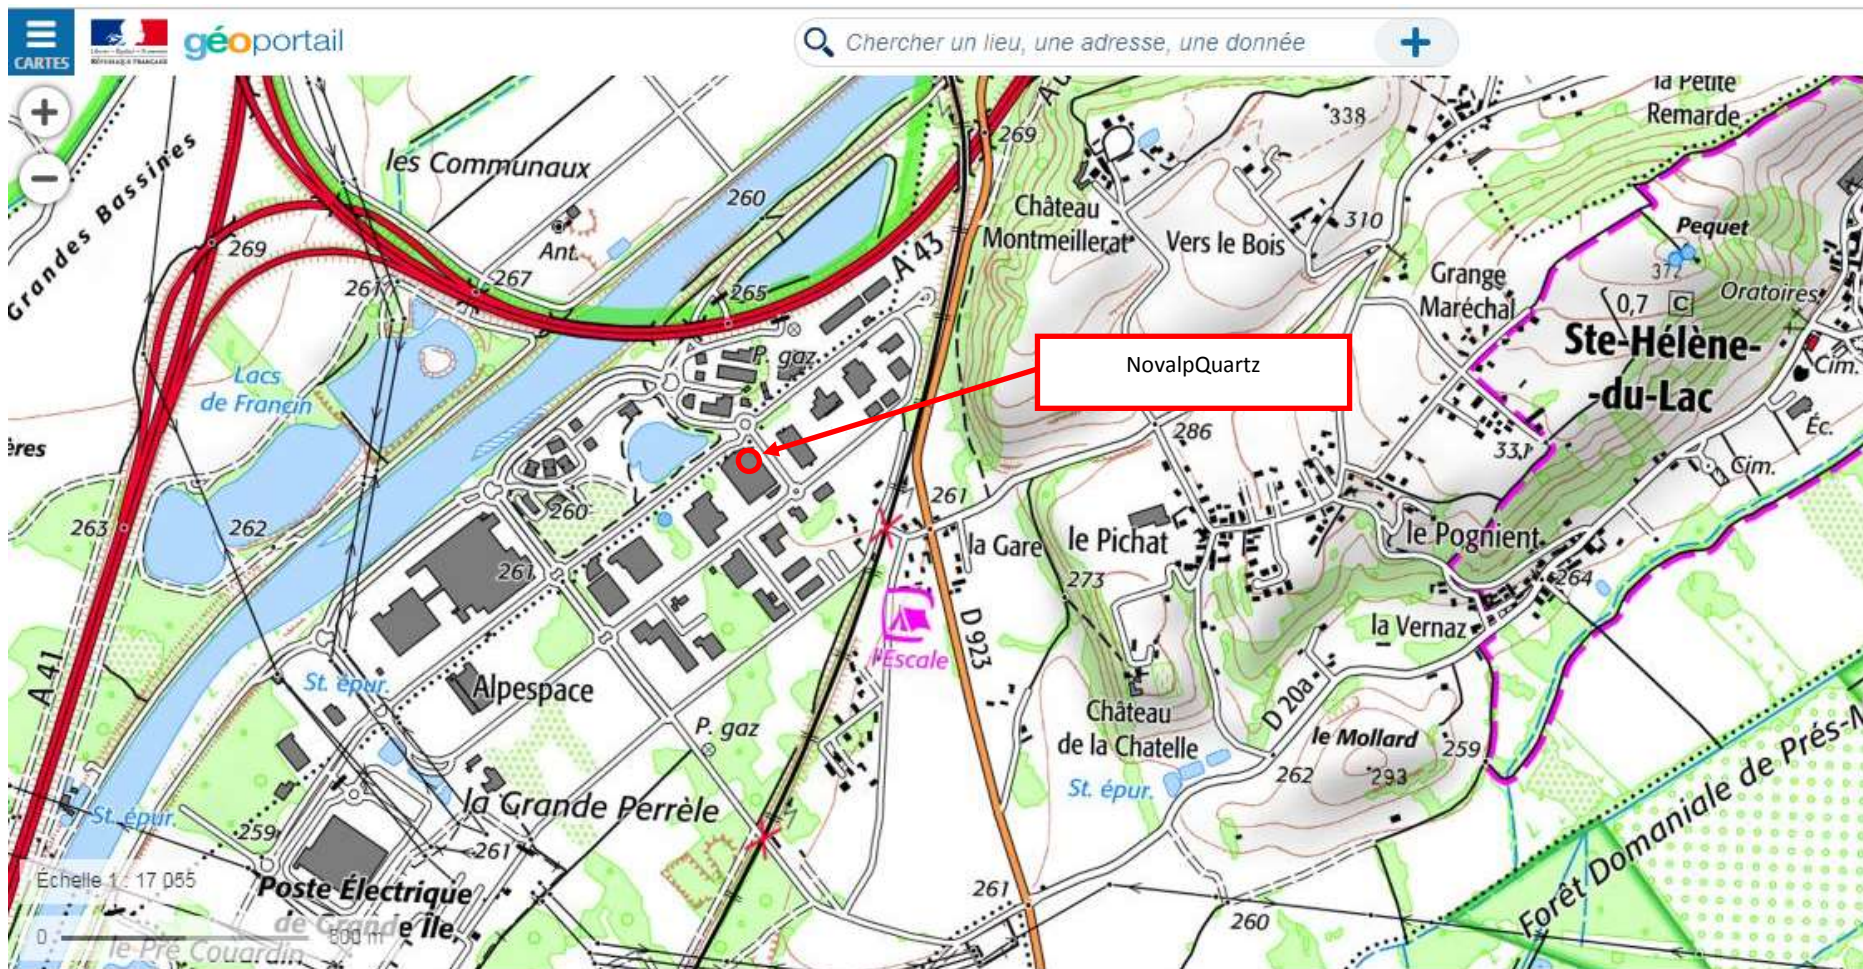 CARTES
RÉPUBLIQUE FRANÇAISE
géoportail
Chercher un lieu, une adresse, une donnée
la Petite
Remarde
338
269
les Communaux
Grandes Bassines
260
Château
Montmeillerat
Vers le Bois
310
Pequet
Ant.
269
A 43
Grange
Maréchal
372
Oratoires
267
261
265
0,7
C
Ste-Hélène-
-du-Lac
P. gaz
NovalpQuartz
Cim.
Lacs
de Francin
Éc.
ères
286
331
Cim.
261
263
262
260
la Gare
le Pichat
le Pognient
261
273
264
la Vernaz
D 923
l'Escale
A 41
St. épur.
Alpespace
D 20a
Château
de la Chatelle
P. gaz
le Mollard
259
262
293
St. épur.
la Grande Perrèle
St. épur.
259
261
Forêt Domaniale de Prés-
Échelle 1 : 17 055
Poste Électrique
de Grande Île
261
260
0
500 m
le Pré Couardin